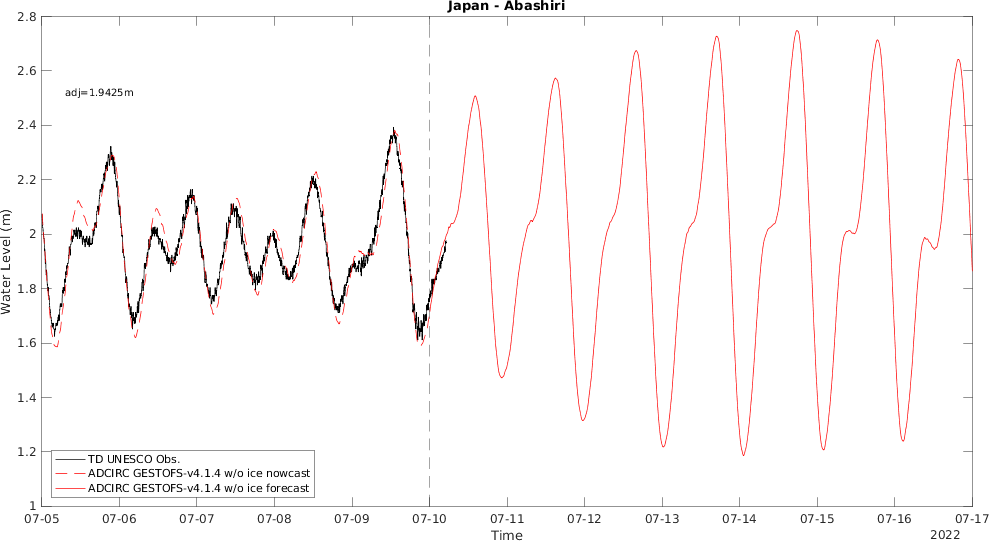 Japan - Abashiri
2.8
2.6
2.4
2.2
2
1.8
1.6
1.4
1.2
1
Water Level (m)
adj=1.9425m
TD UNESCO Obs.
ADCIRC GESTOFS-v4.1.4 w/o ice nowcast
ADCIRC GESTOFS-v4.1.4 w/o ice forecast
07-05 07-06 07-07 07-08 07-09 07-10 07-11 07-12 07-13 07-14 07-15 07-16 07-17
Time
2022